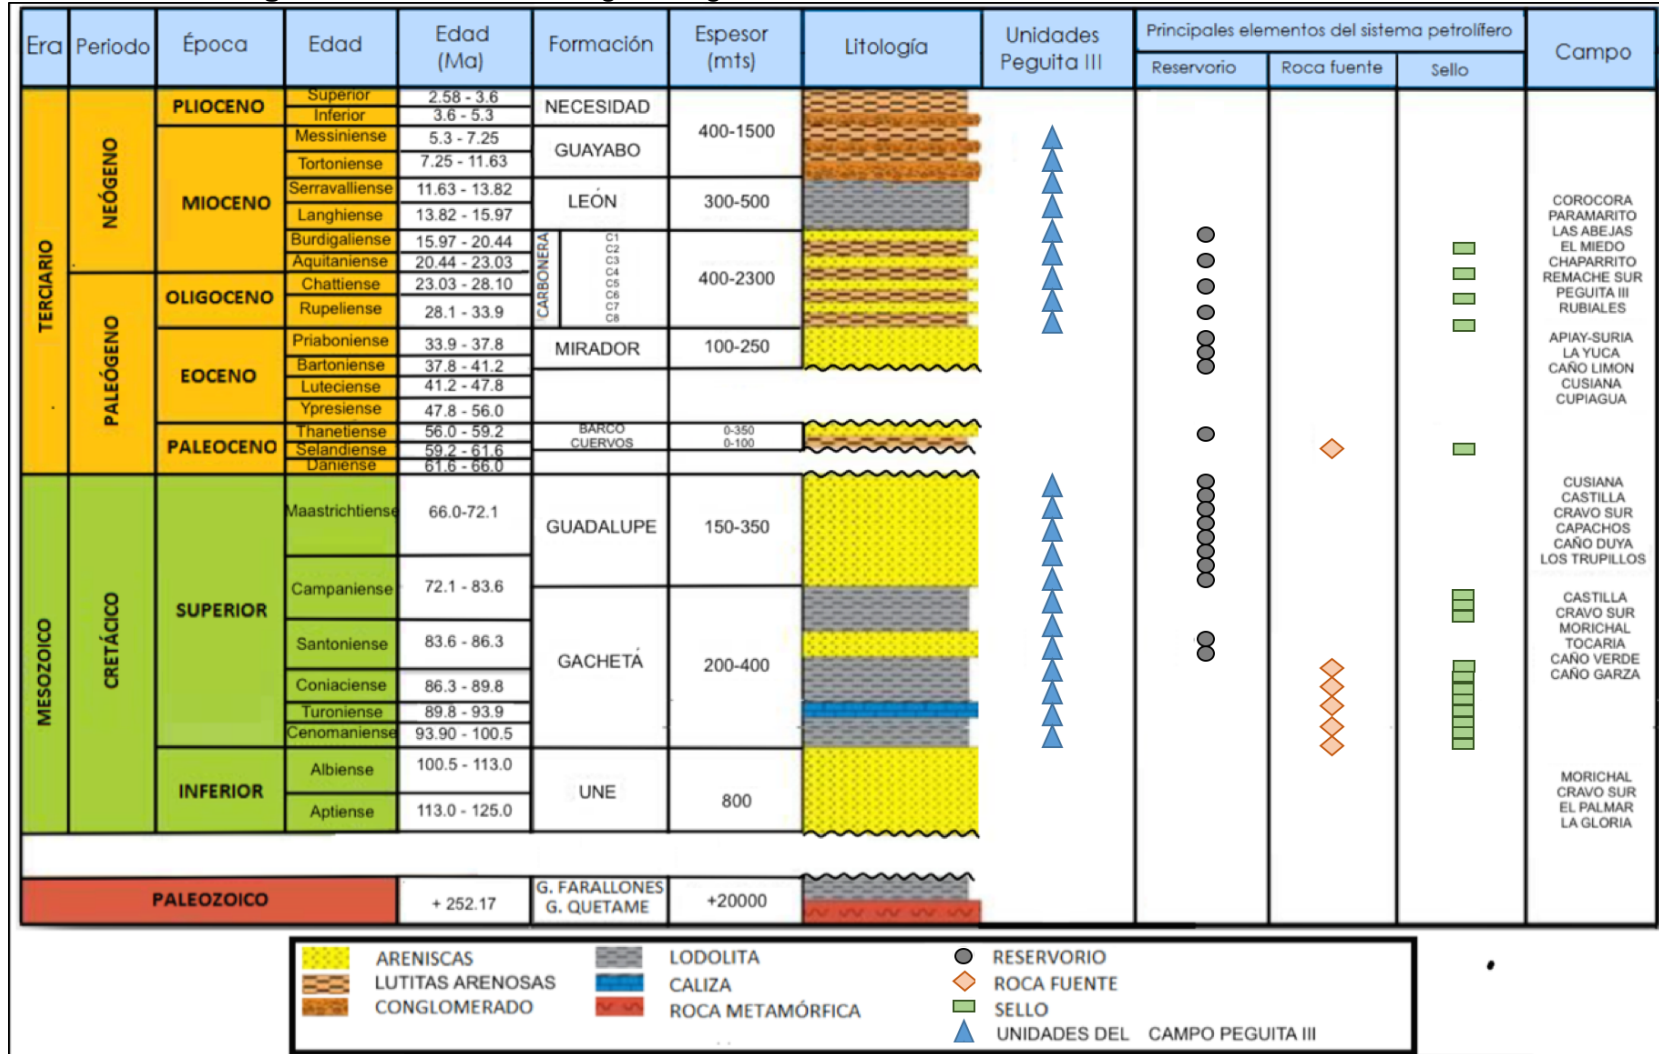 Era Periodo Época Edad Edad (Ma) Formación Espesor (mts) Litología Unidades Peguita III Principales elementos del sistema petrolífero Campo
Reservorio Roca fuente Sello
TERCIARIO
NEÓGENO
PLIOCENO
Superior 2.58 - 3.6
Inferior 3.6 - 5.3
NECESIDAD
400-1500
MIOCENO
Messiniense 5.3 - 7.25
Tortoniense 7.25 - 11.63
GUAYABO
Serravalliense 11.63 - 13.82
Langhiense 13.82 - 15.97
LEÓN
300-500
Burdigaliense 15.97 - 20.44
Aquitaniense 20.44 - 23.03
CARBONERA
C1
C2
C3
C4
C5
C6
C7
C8
400-2300
COROCORA
PARAMARITO
LAS ABEJAS
EL MIEDO
CHAPARRITO
REMACHE SUR
PEGUITA III
RUBIALES
PALEÓGENO
OLIGOCENO
Chattiense 23.03 - 28.10
Rupeliense 28.1 - 33.9
EOCENO
Priaboniense 33.9 - 37.8
Bartoniense 37.8 - 41.2
MIRADOR
100-250
Luteciense 41.2 - 47.8
Ypresiense 47.8 - 56.0
APIAY-SURIA
LA YUCA
CAÑO LIMON
CUSIANA
CUPIAGUA
PALEOCENO
Thanetiense 56.0 - 59.2
Selandiense 59.2 - 61.6
Daniense 61.6 - 66.0
BARCO 0-350
CUERVOS 0-100
MESOZOICO
CRETÁCICO
SUPERIOR
Maastrichtiense 66.0-72.1
GUADALUPE
150-350
CUSIANA
CASTILLA
CRAVO SUR
CAPACHOS
CAÑO DUYA
LOS TRUPILLOS
Campaniense 72.1 - 83.6
Santoniense 83.6 - 86.3
Coniaciense 86.3 - 89.8
Turoniense 89.8 - 93.9
Cenomaniense 93.90 - 100.5
GACHETÁ
200-400
CASTILLA
CRAVO SUR
MORICHAL
TOCARIA
CAÑO VERDE
CAÑO GARZA
INFERIOR
Albiense 100.5 - 113.0
Aptiense 113.0 - 125.0
UNE
800
MORICHAL
CRAVO SUR
EL PALMAR
LA GLORIA
PALEOZOICO
+ 252.17
G. FARALLONES
G. QUETAME
+20000
ARENISCAS
LUTITAS ARENOSAS
CONGLOMERADO
LODOLITA
CALIZA
ROCA METAMÓRFICA
RESERVORIO
ROCA FUENTE
SELLO
UNIDADES DEL CAMPO PEGUITA III